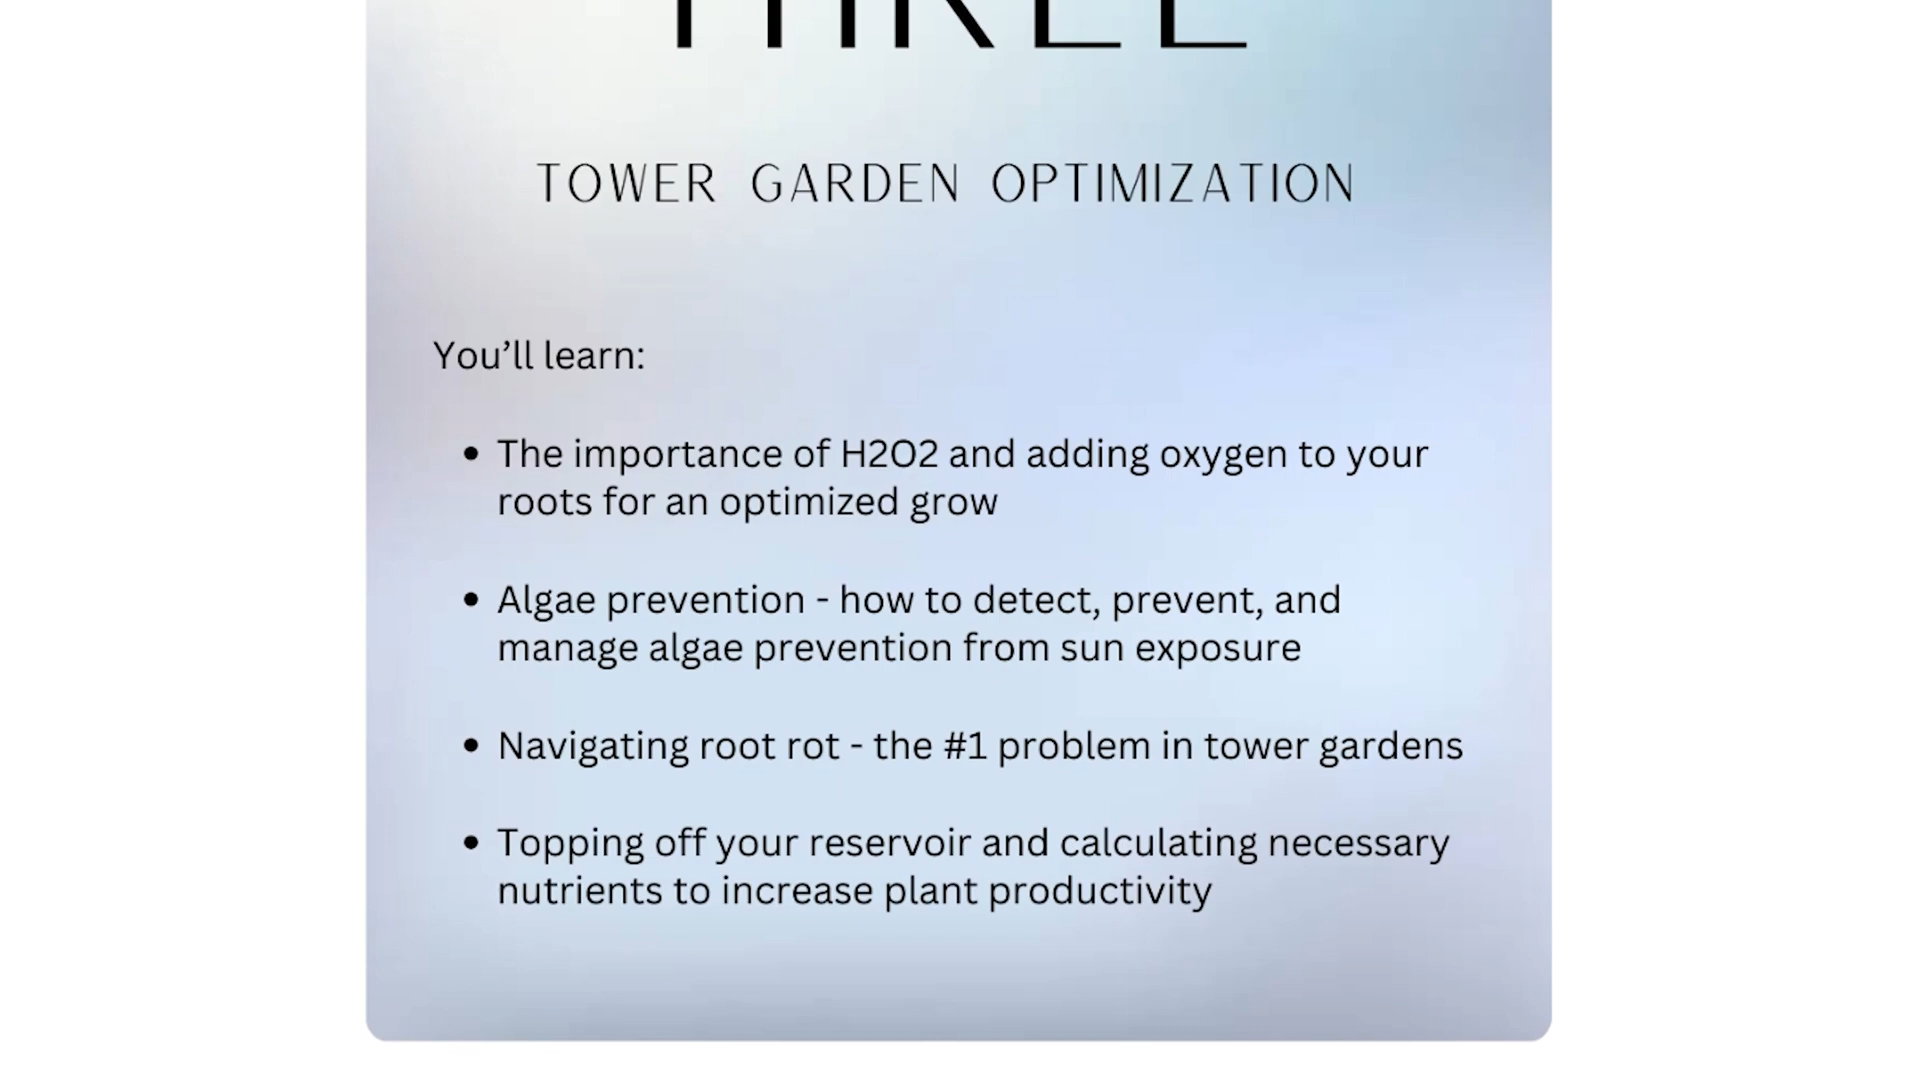 THREE
TOWER GARDEN OPTIMIZATION
You’ll learn:
• The importance of H2O2 and adding oxygen to your
roots for an optimized grow
• Algae prevention - how to detect, prevent, and
manage algae prevention from sun exposure
• Navigating root rot - the #1 problem in tower gardens
• Topping off your reservoir and calculating necessary
nutrients to increase plant productivity